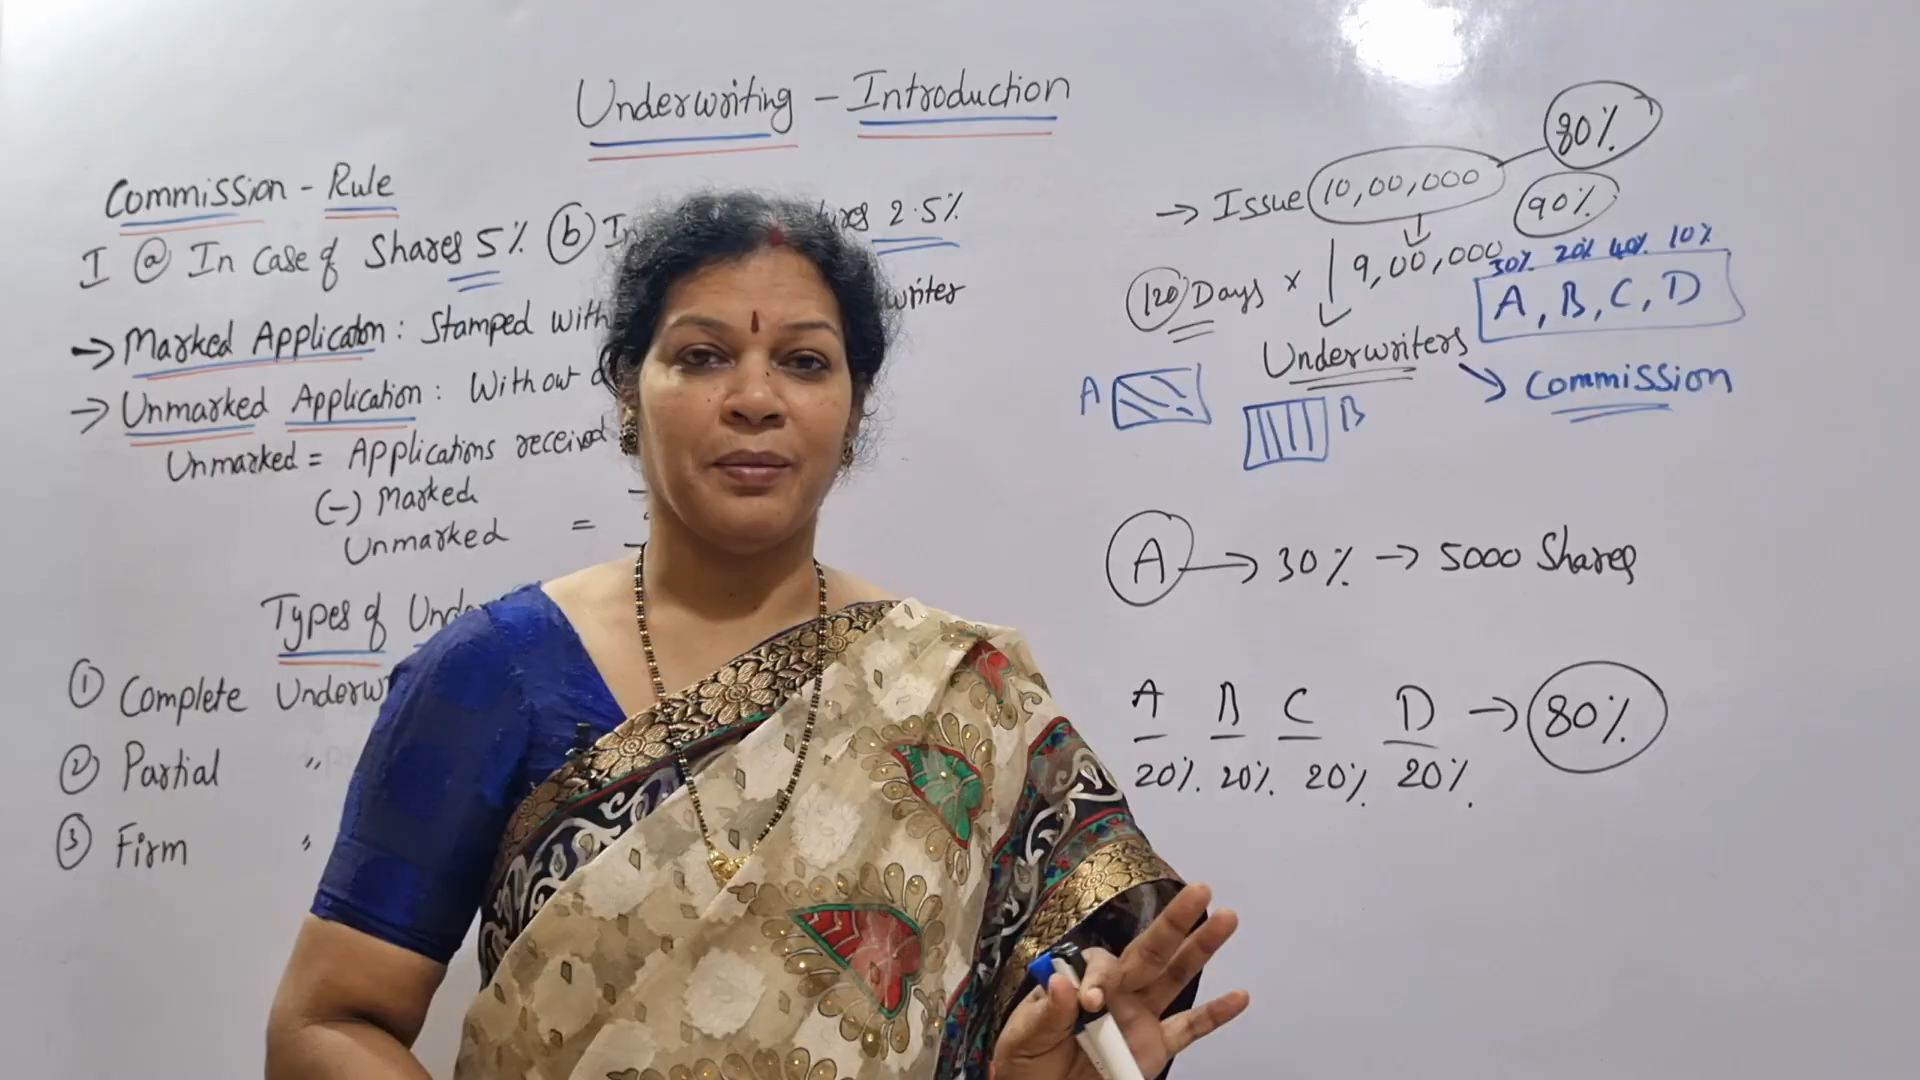 Underwriting - Introduction
Commission - Rule
I (a) In case of Shares 5% (b) In 2.5%
→ Marked Application : Stamped with
→ Unmarked Application : Without
Unmarked = Applications received
(-) Marked
Unmarked =
Types of
① Complete
② Partial "
③ Firm "
→ Issue 10,00,000
80%
90%
120 Days × 9,00,000
30% 20% 40% 10%
A, B, C, D
Underwriters
→ Commission
A
B
A → 30% → 5000 Shares
A B C D → 80%
20% 20% 20% 20%